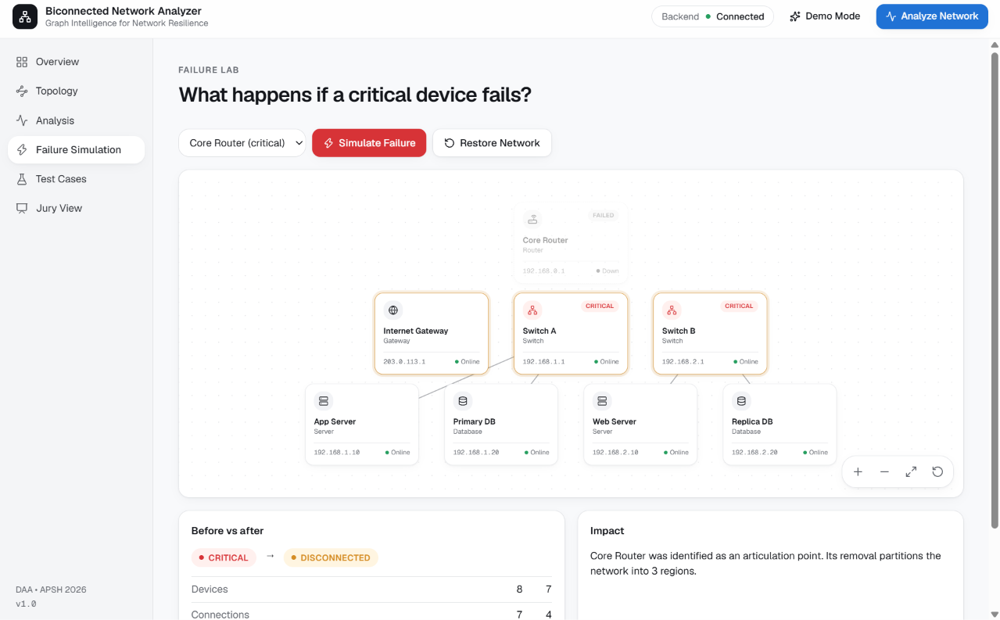 Biconnected Network Analyzer
Graph Intelligence for Network Resilience
Backend Connected
Demo Mode
Analyze Network
Overview
Topology
Analysis
Failure Simulation
Test Cases
Jury View
DAA • APSH 2026
v1.0
FAILURE LAB
What happens if a critical device fails?
Core Router (critical)
Simulate Failure
Restore Network
FAILED
Core Router
Router
192.168.0.1 Down
Internet Gateway
Gateway
203.0.113.1 Online
CRITICAL
Switch A
Switch
192.168.1.1 Online
CRITICAL
Switch B
Switch
192.168.2.1 Online
App Server
Server
192.168.1.10 Online
Primary DB
Database
192.168.1.20 Online
Web Server
Server
192.168.2.10 Online
Replica DB
Database
192.168.2.20 Online
Before vs after
CRITICAL → DISCONNECTED
Devices 8 7
Connections 7 4
Impact
Core Router was identified as an articulation point. Its removal partitions the
network into 3 regions.